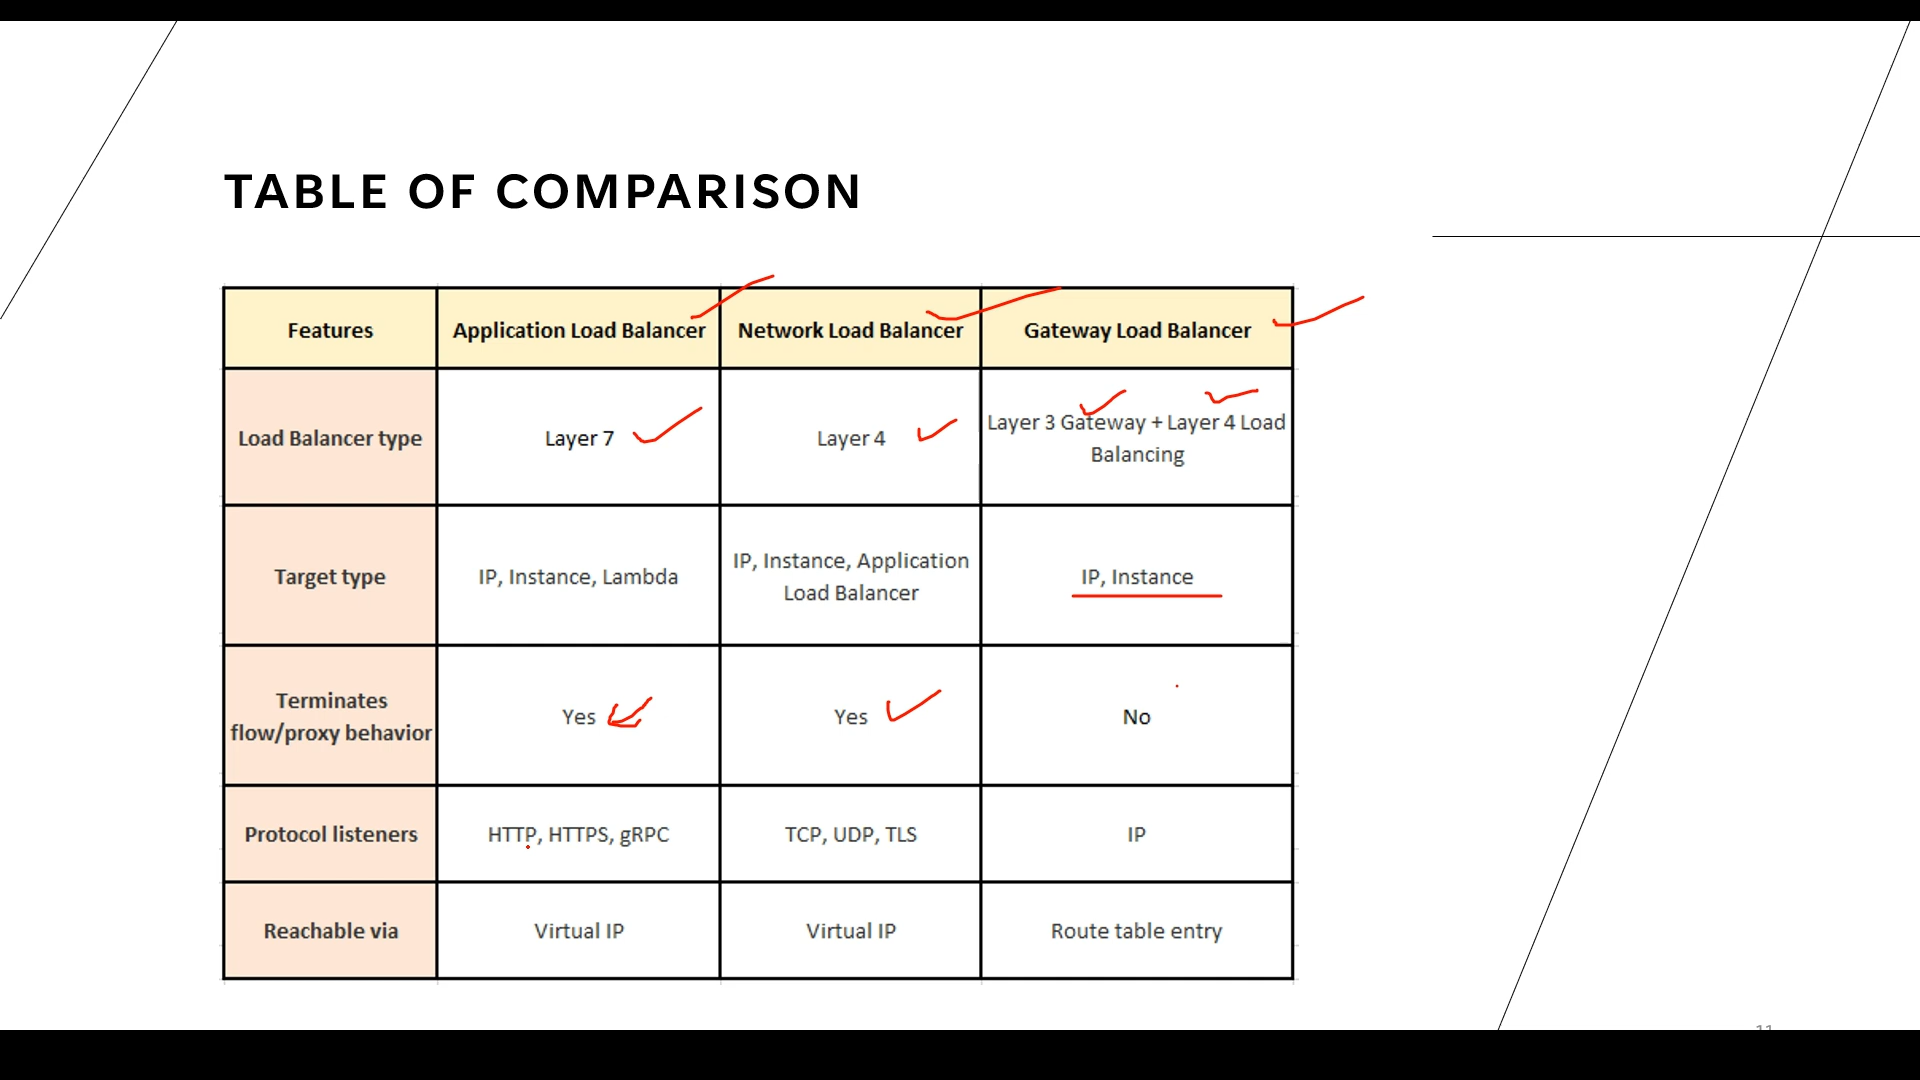 TABLE OF COMPARISON
Features
Application Load Balancer
Network Load Balancer
Gateway Load Balancer
Load Balancer type
Layer 7
Layer 4
Layer 3 Gateway + Layer 4 Load
Balancing
Target type
IP, Instance, Lambda
IP, Instance, Application
Load Balancer
IP, Instance
Terminates
flow/proxy behavior
Yes
Yes
No
Protocol listeners
HTTP, HTTPS, gRPC
TCP, UDP, TLS
IP
Reachable via
Virtual IP
Virtual IP
Route table entry